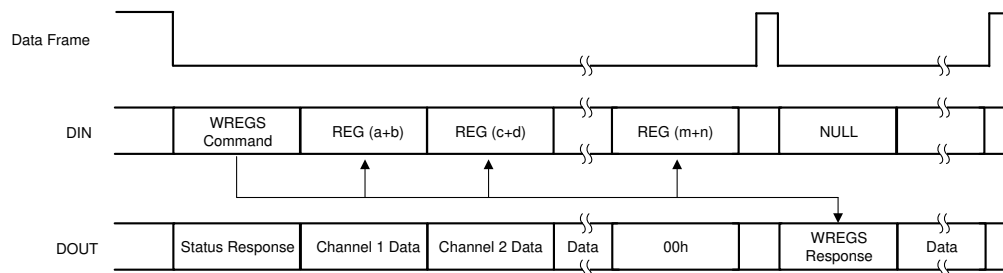 Data Frame
DIN
WREGS
Command
REG (a+b)
REG (c+d)
REG (m+n)
NULL
DOUT
Status Response
Channel 1 Data
Channel 2 Data
Data
00h
WREGS
Response
Data